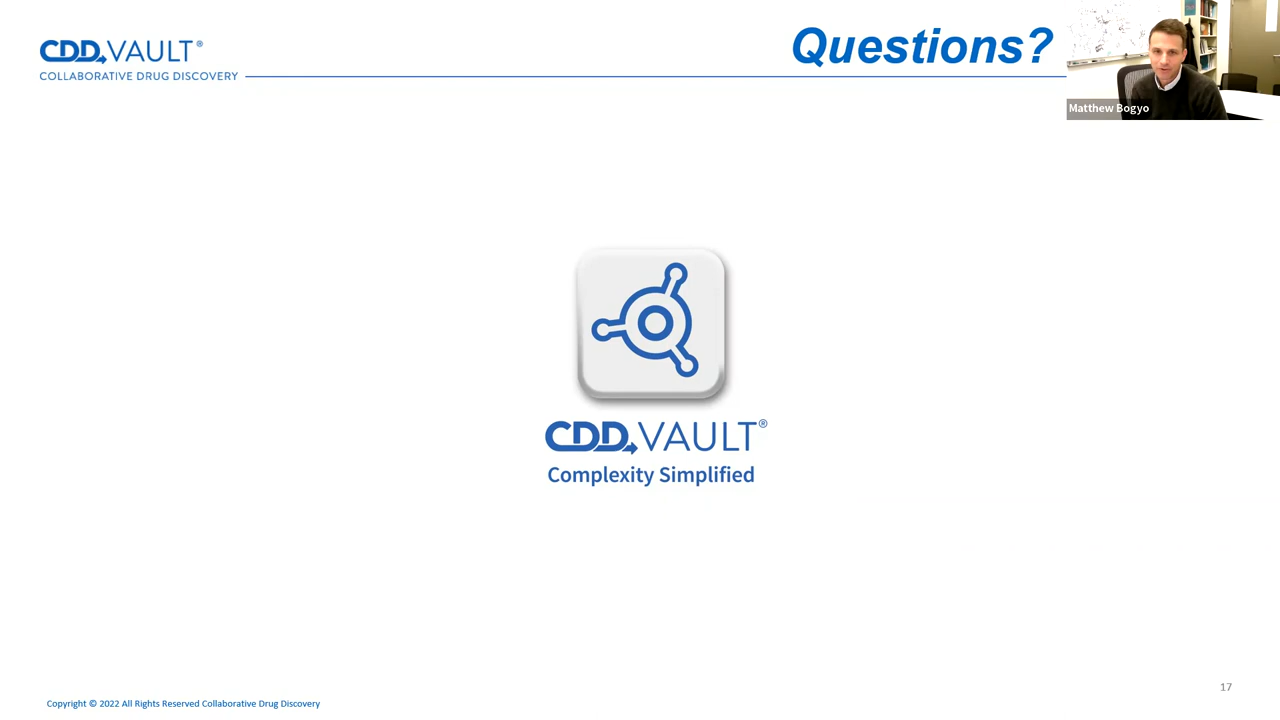 CDD VAULT®
COLLABORATIVE DRUG DISCOVERY
Questions?
Matthew Bogyo
CDD VAULT®
Complexity Simplified
17
Copyright © 2022 All Rights Reserved Collaborative Drug Discovery